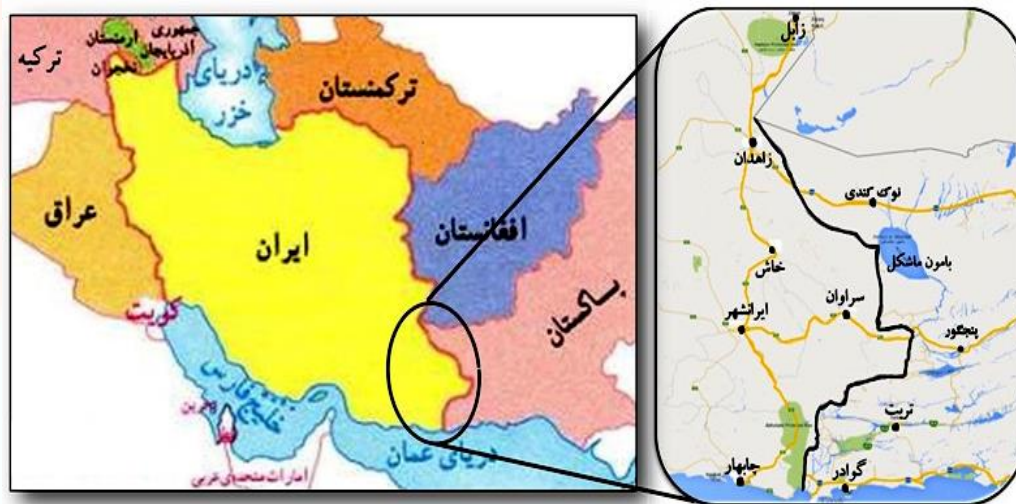 ترکیه
ارمنستان
نخجوان
جمهوری
آذربایجان
دریای
خزر
ترکمنستان
عراق
ایران
افغانستان
پاکستان
کویت
خلیج فارس
بحرین
قطر
امارات متحده‌ی عربی
دریای عمان
زابل
زاهدان
نوک کندی
خاش
بامون ماشکل
سراوان
ایرانشهر
پنجگور
تربت
چابهار
گوادر